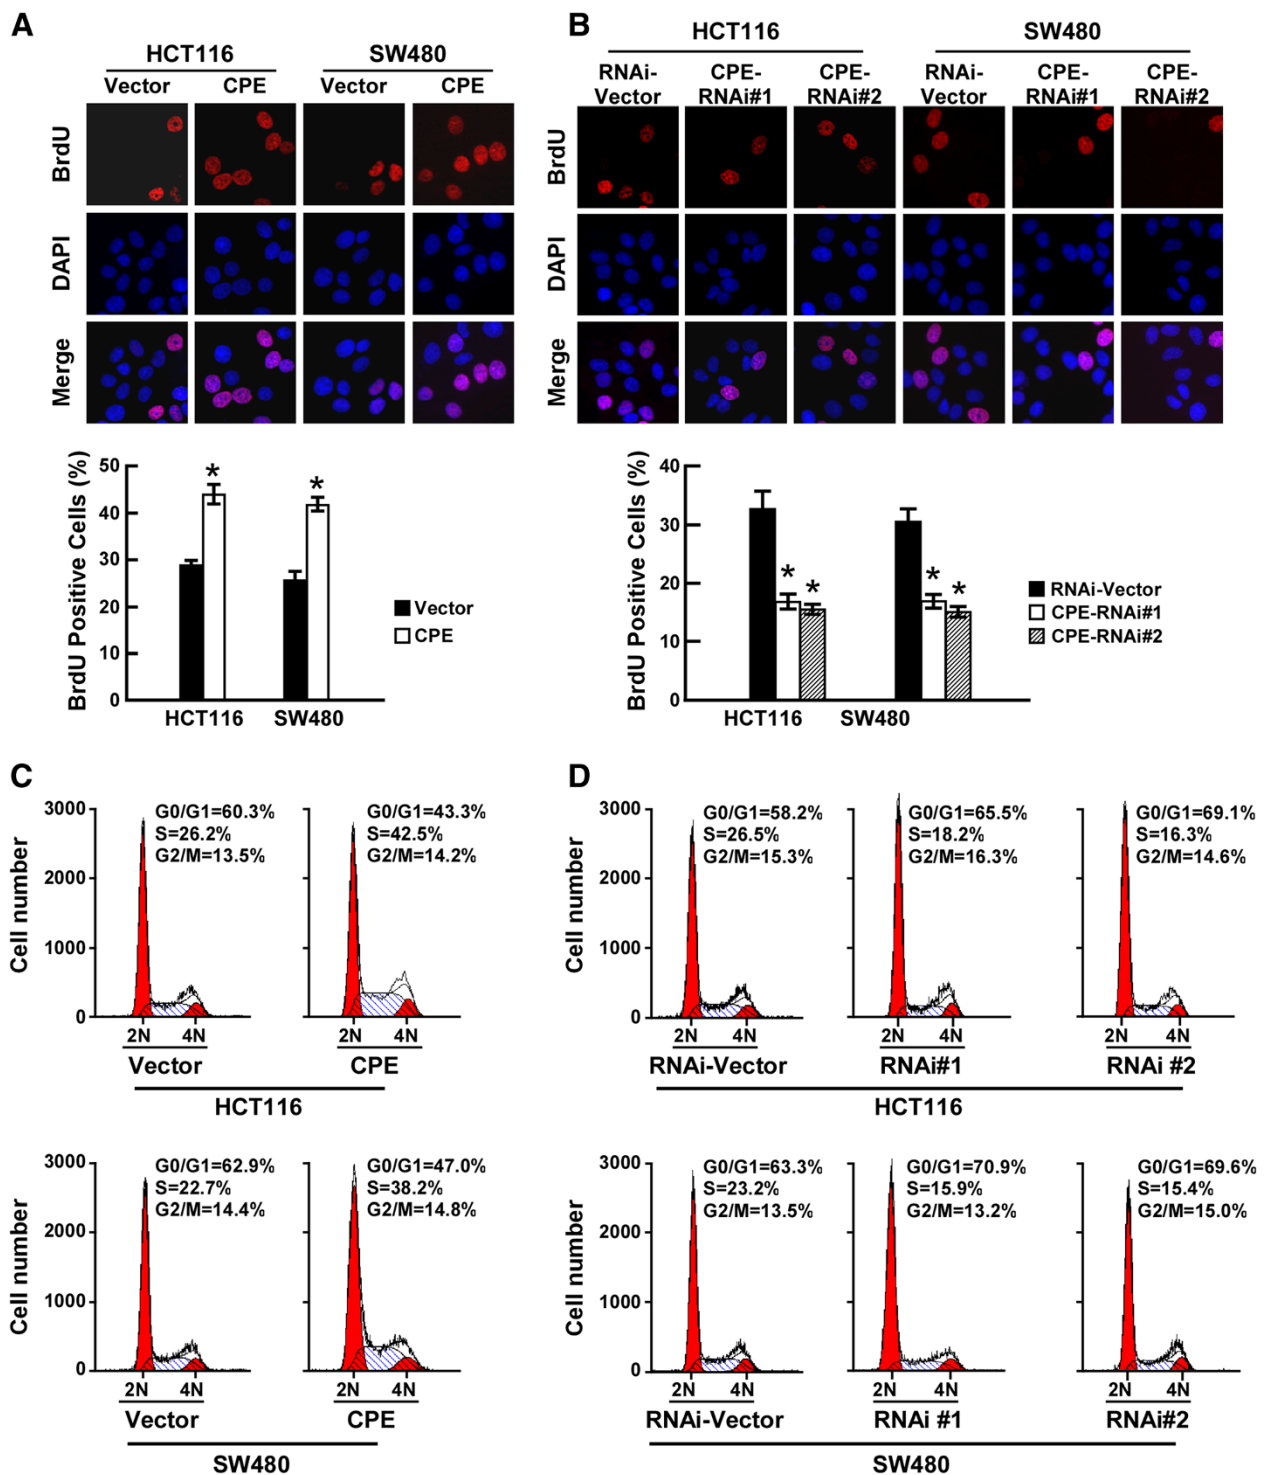 A
HCT116 SW480
Vector CPE Vector CPE
BrdU
DAPI
Merge
BrdU Positive Cells (%)
50
40
30
20
10
0
*
*
HCT116 SW480
Vector
CPE
B
HCT116 SW480
RNAi- CPE- CPE- RNAi- CPE- CPE-
Vector RNAi#1 RNAi#2 Vector RNAi#1 RNAi#2
BrdU
DAPI
Merge
BrdU Positive Cells (%)
40
30
20
10
0
* *
* *
HCT116 SW480
RNAi-Vector
CPE-RNAi#1
CPE-RNAi#2
C
Cell number
3000
2000
1000
0
G0/G1=60.3%
S=26.2%
G2/M=13.5%
2N 4N
Vector
G0/G1=43.3%
S=42.5%
G2/M=14.2%
2N 4N
CPE
HCT116
Cell number
3000
2000
1000
0
G0/G1=62.9%
S=22.7%
G2/M=14.4%
2N 4N
Vector
G0/G1=47.0%
S=38.2%
G2/M=14.8%
2N 4N
CPE
SW480
D
Cell number
3000
2000
1000
0
G0/G1=58.2%
S=26.5%
G2/M=15.3%
2N 4N
RNAi-Vector
G0/G1=65.5%
S=18.2%
G2/M=16.3%
2N 4N
RNAi#1
G0/G1=69.1%
S=16.3%
G2/M=14.6%
2N 4N
RNAi #2
HCT116
Cell number
3000
2000
1000
0
G0/G1=63.3%
S=23.2%
G2/M=13.5%
2N 4N
RNAi-Vector
G0/G1=70.9%
S=15.9%
G2/M=13.2%
2N 4N
RNAi #1
G0/G1=69.6%
S=15.4%
G2/M=15.0%
2N 4N
RNAi#2
SW480